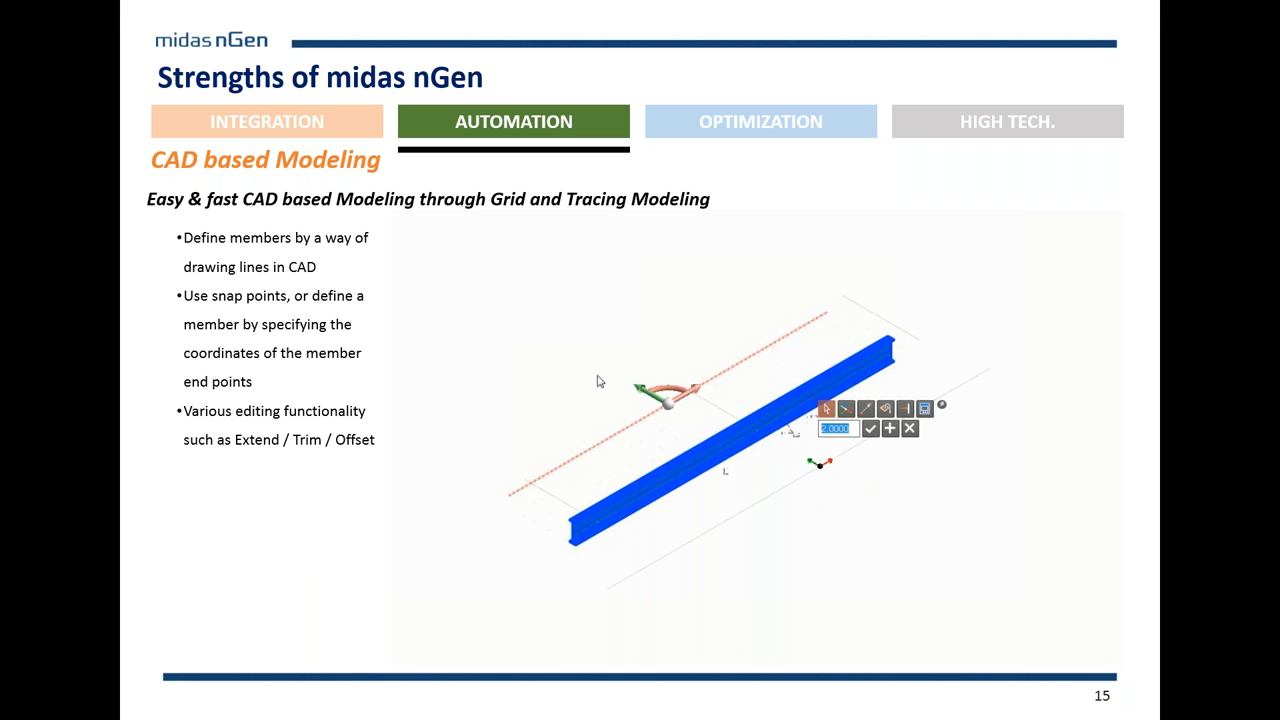 midas nGen
Strengths of midas nGen
INTEGRATION
AUTOMATION
OPTIMIZATION
HIGH TECH.
CAD based Modeling
Easy & fast CAD based Modeling through Grid and Tracing Modeling
•Define members by a way of
drawing lines in CAD
•Use snap points, or define a
member by specifying the
coordinates of the member
end points
•Various editing functionality
such as Extend / Trim / Offset
2.0000
15